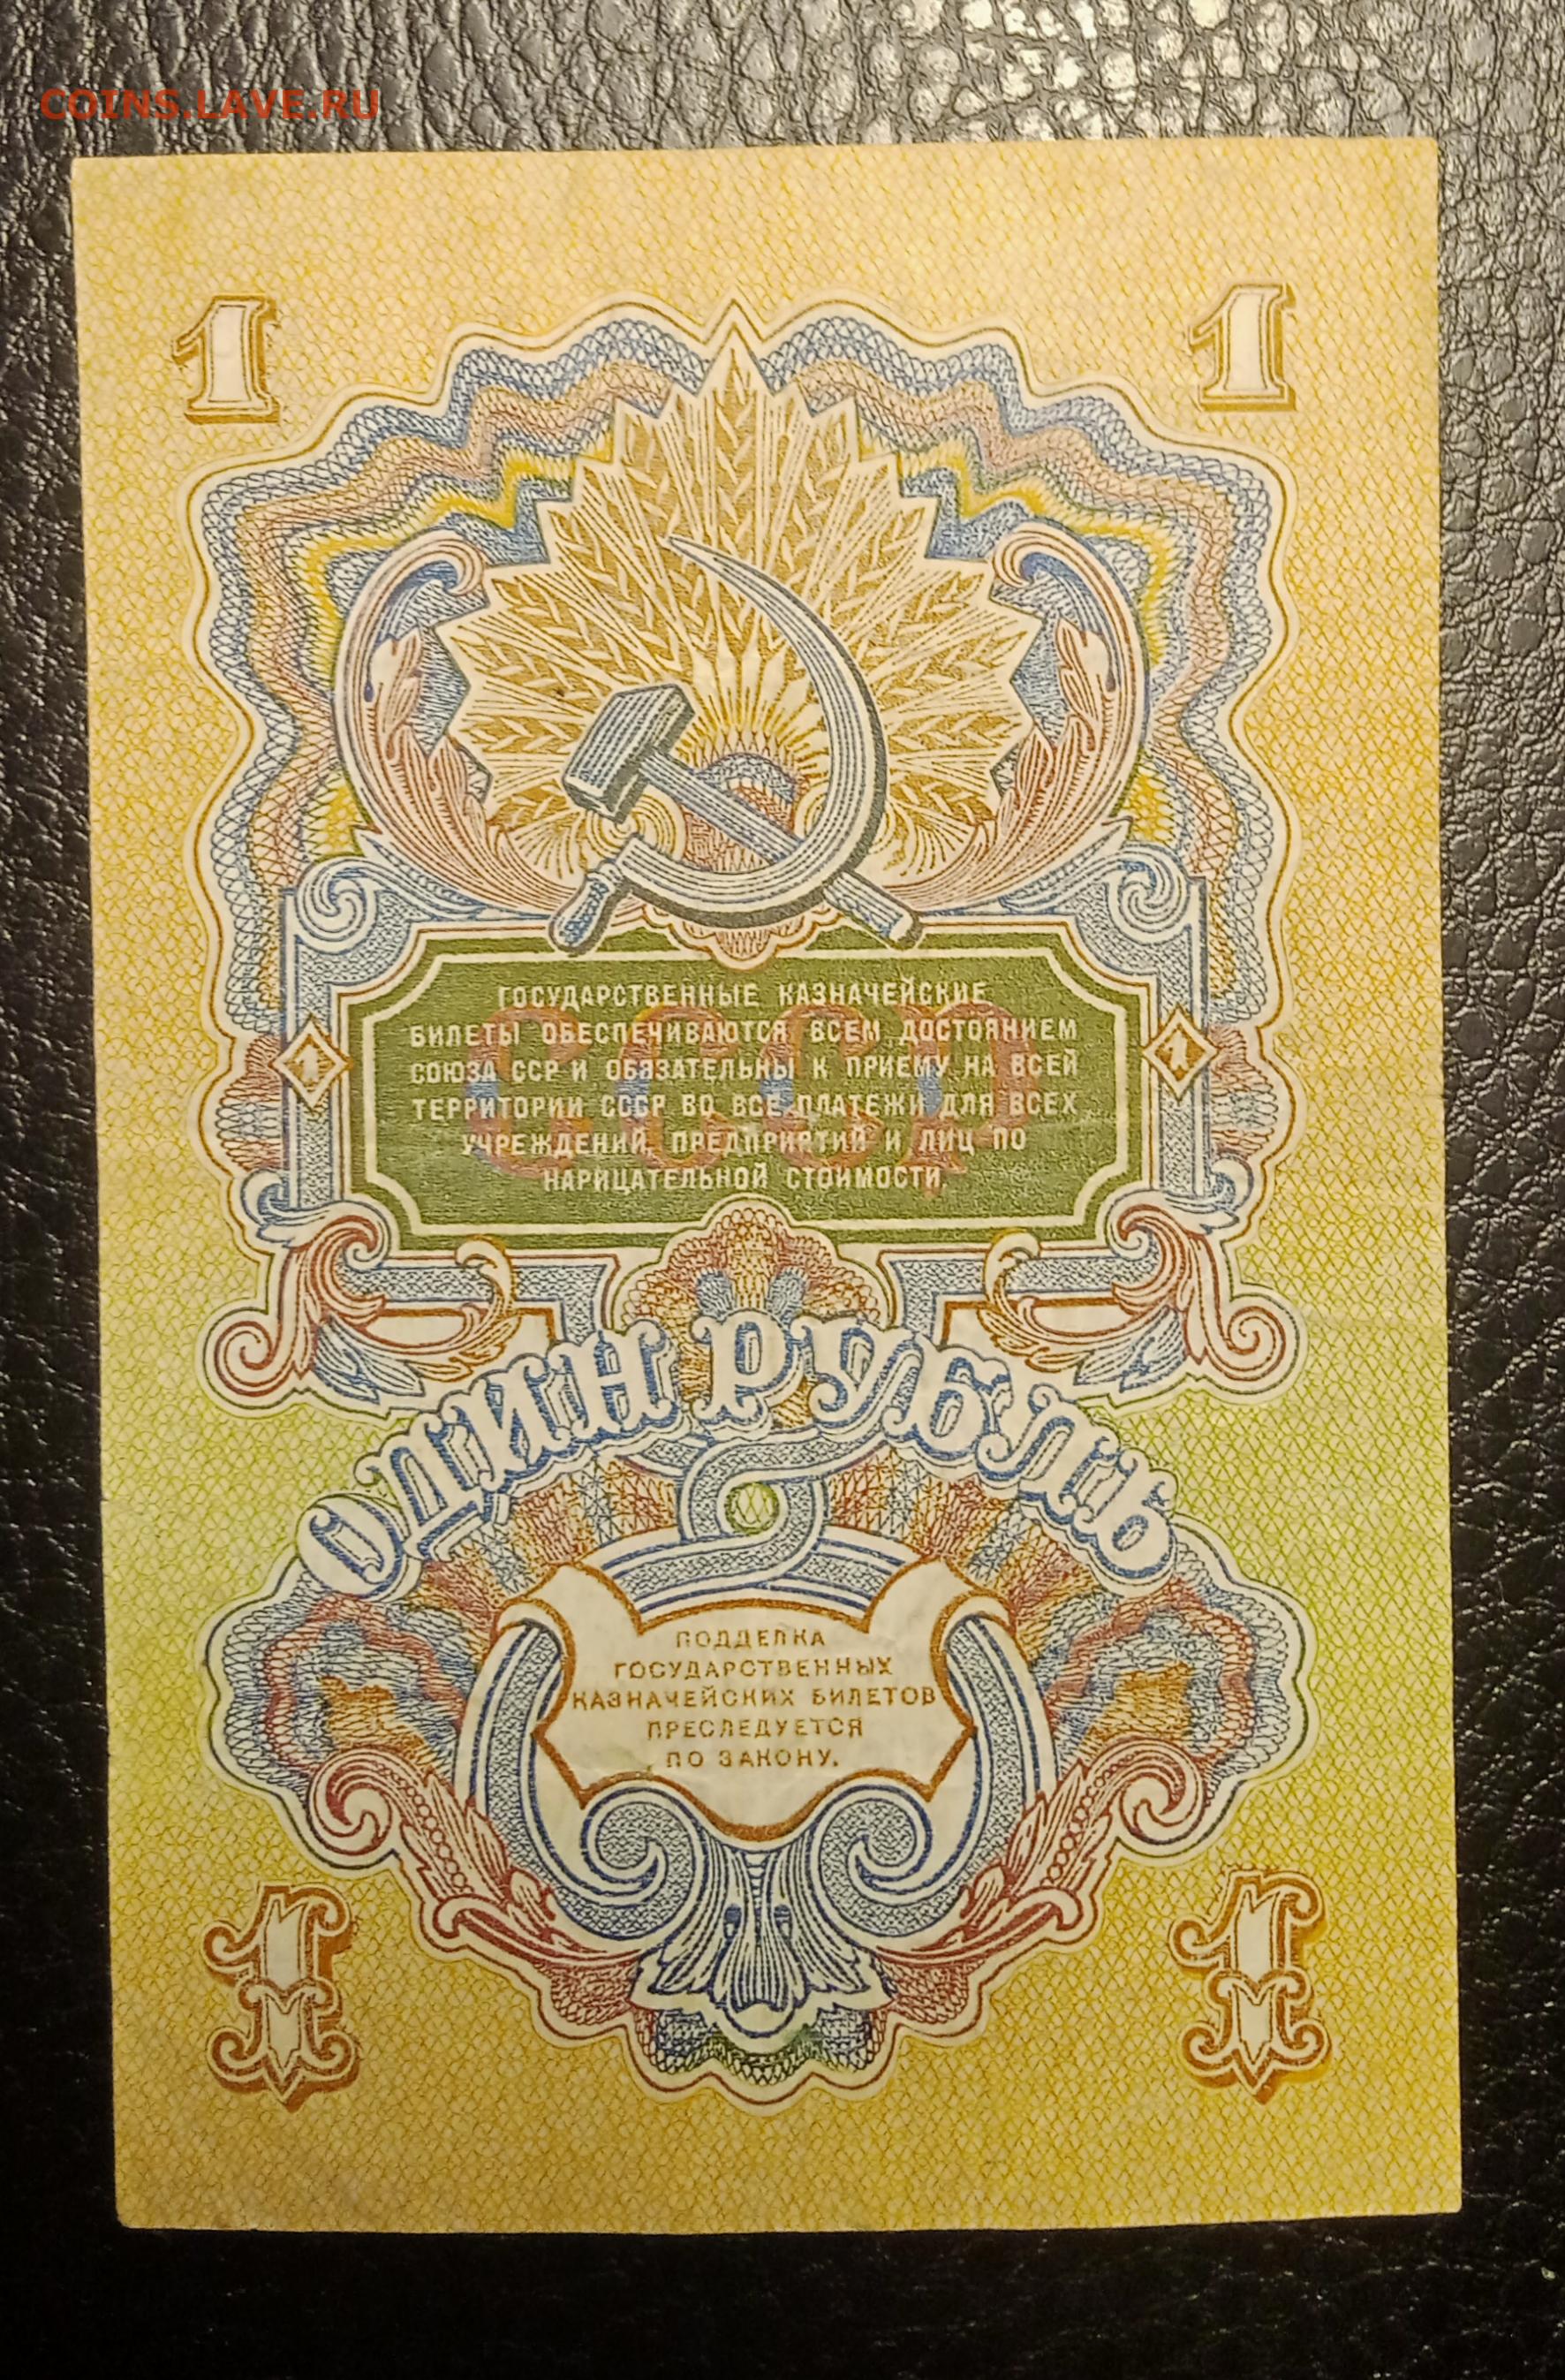 COINS.LAVE.RU
1 1
ГОСУДАРСТВЕННЫЕ КАЗНАЧЕЙСКИЕ
БИЛЕТЫ ОБЕСПЕЧИВАЮТСЯ ВСЕМ ДОСТОЯНИЕМ
1 СОЮЗА ССР И ОБЯЗАТЕЛЬНЫ К ПРИЕМУ НА ВСЕЙ 1
ТЕРРИТОРИИ СССР ВО ВСЕ ПЛАТЕЖИ ДЛЯ ВСЕХ
УЧРЕЖДЕНИЙ, ПРЕДПРИЯТИЙ И ЛИЦ ПО
НАРИЦАТЕЛЬНОЙ СТОИМОСТИ.
СССР
ОДИН РУБЛЬ
ПОДДЕЛКА
ГОСУДАРСТВЕННЫХ
КАЗНАЧЕЙСКИХ БИЛЕТОВ
ПРЕСЛЕДУЕТСЯ
ПО ЗАКОНУ.
1 1